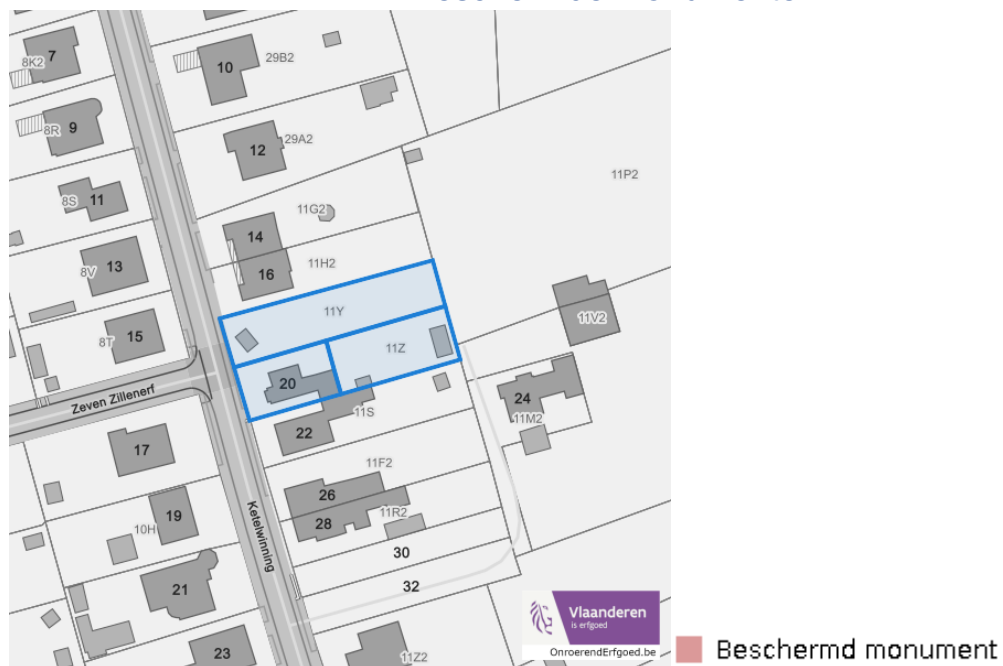 7
8K2
10
29B2
9
8R
12
29A2
11P2
11
8S
11G2
14
13
8V
16
11H2
11Y
11V2
15
8T
11Z
20
Zeven Zillenerf
24
11S
11M2
22
17
11F2
26
11R2
28
19
10H
Ketelwinning
30
32
21
Vlaanderen
is erfgoed
OnroerendErfgoed.be
23
11Z2
Beschermd monument